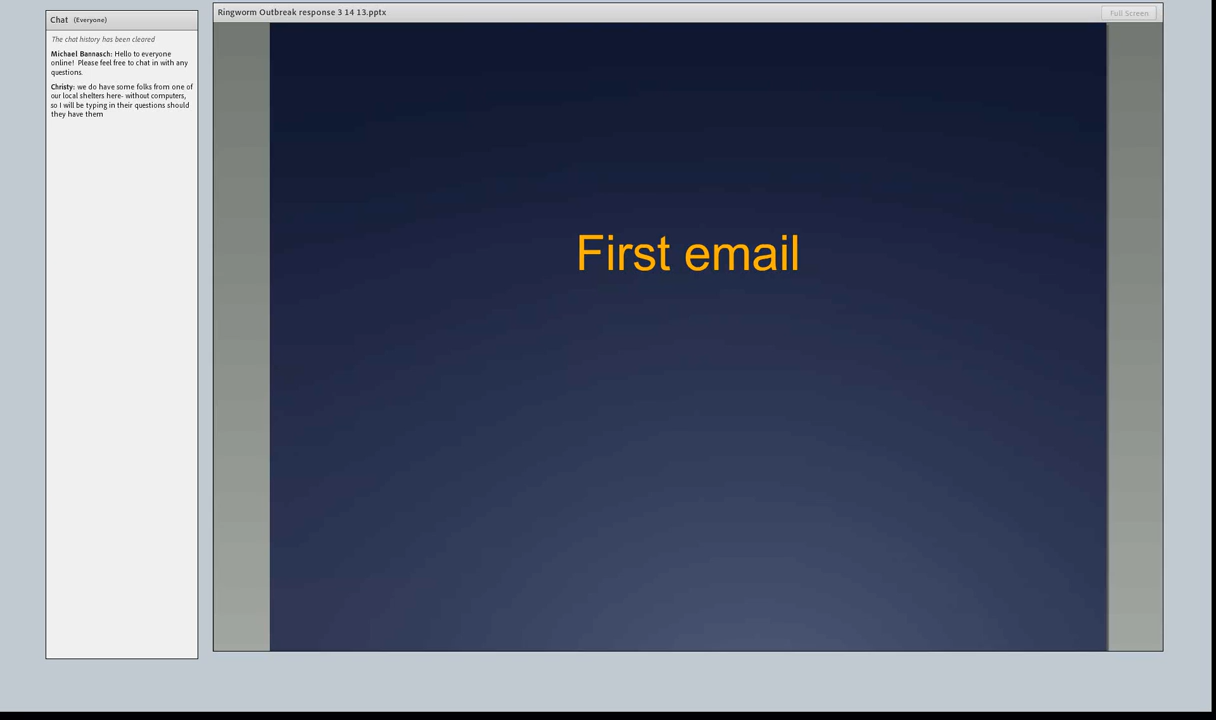 Chat (Everyone)
The chat history has been cleared
Michael Bannasch: Hello to everyone
online! Please feel free to chat in with any
questions.
Christy: we do have some folks from one of
our local shelters here- without computers,
so I will be typing in their questions should
they have them
Ringworm Outbreak response 3 14 13.pptx
Full Screen
First email